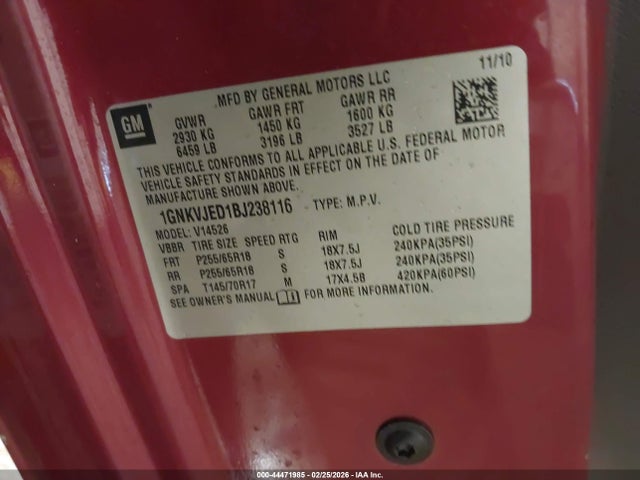 MFD BY GENERAL MOTORS LLC 11/10
GM
GVWR GAWR FRT GAWR RR
2930 KG 1450 KG 1600 KG
6459 LB 3196 LB 3527 LB
THIS VEHICLE CONFORMS TO ALL APPLICABLE U.S. FEDERAL MOTOR
VEHICLE SAFETY STANDARDS IN EFFECT ON THE DATE OF
MANUFACTURE SHOWN ABOVE.
1GNKVJED1BJ238116 TYPE: M.P.V.
MODEL: V14526
VBBR TIRE SIZE SPEED RTG RIM COLD TIRE PRESSURE
FRT P255/65R18 S 18X7.5J 240KPA(35PSI)
RR P255/65R18 S 18X7.5J 240KPA(35PSI)
SPA T145/70R17 M 17X4.5B 420KPA(60PSI)
SEE OWNER'S MANUAL FOR MORE INFORMATION.
000-44471985 - 02/25/2026 - IAA Inc.